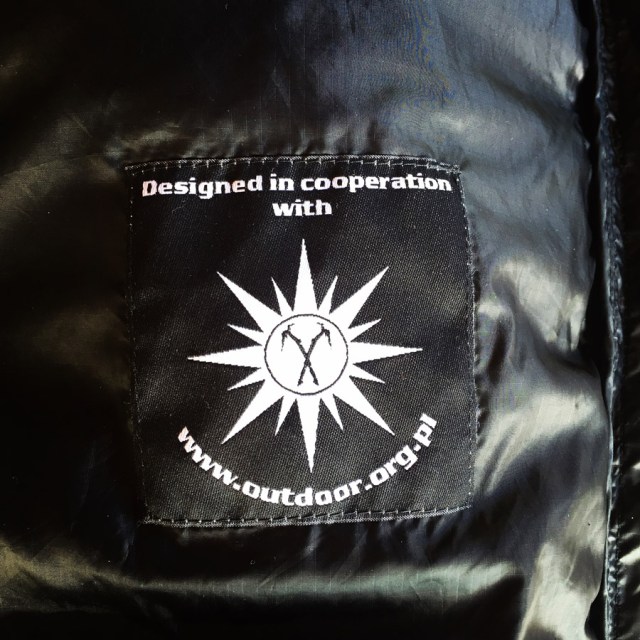 Designed in cooperation
with
www.outdoor.org.pl